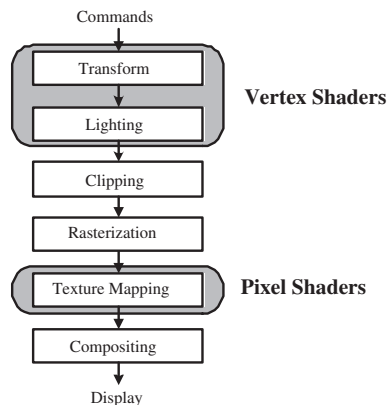 Commands
Transform
Vertex Shaders
Lighting
Clipping
Rasterization
Texture Mapping
Pixel Shaders
Compositing
Display